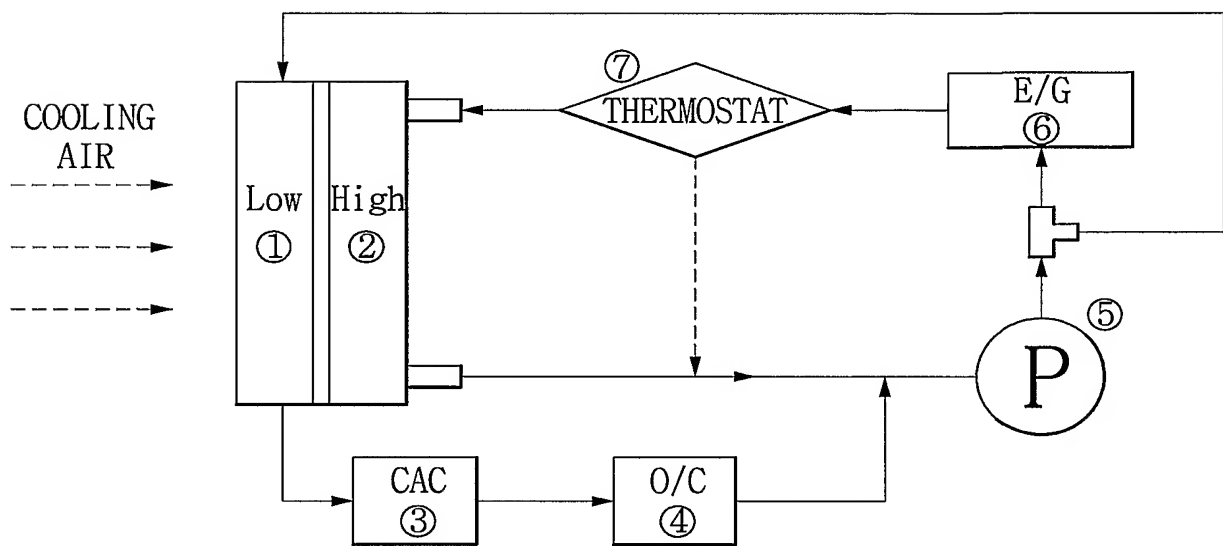 COOLING
AIR
Low
①
High
②
⑦
THERMOSTAT
E/G
⑥
⑤
P
CAC
③
O/C
④